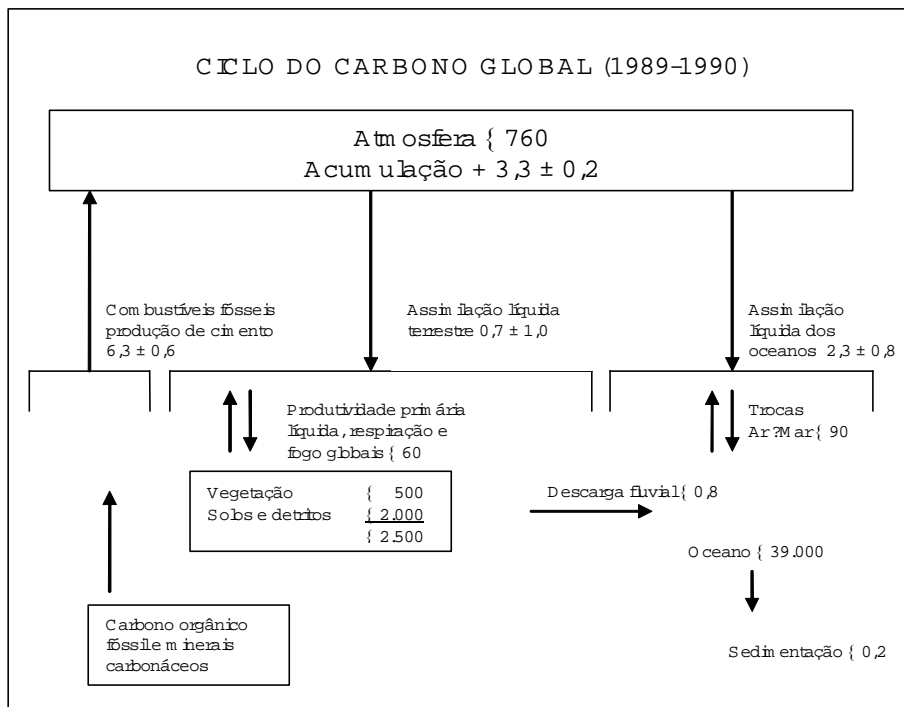 CICLO DO CARBONO GLOBAL (1989-1990)
Atmosfera { 760
Acumulação + 3,3 ± 0,2
Combustíveis fósseis
produção de cimento
6,3 ± 0,6
Assimilação líquida
terrestre 0,7 ± 1,0
Assimilação
líquida dos
oceanos 2,3 ± 0,8
Produtividade primária
líquida, respiração e
fogo globais { 60
Trocas
Ar?Mar { 90
Vegetação { 500
Solos e detritos { 2.000
{ 2.500
Descarga fluvial { 0,8
Oceano { 39.000
Carbono orgânico
fóssil e minerais
carbonáceos
Sedimentação { 0,2